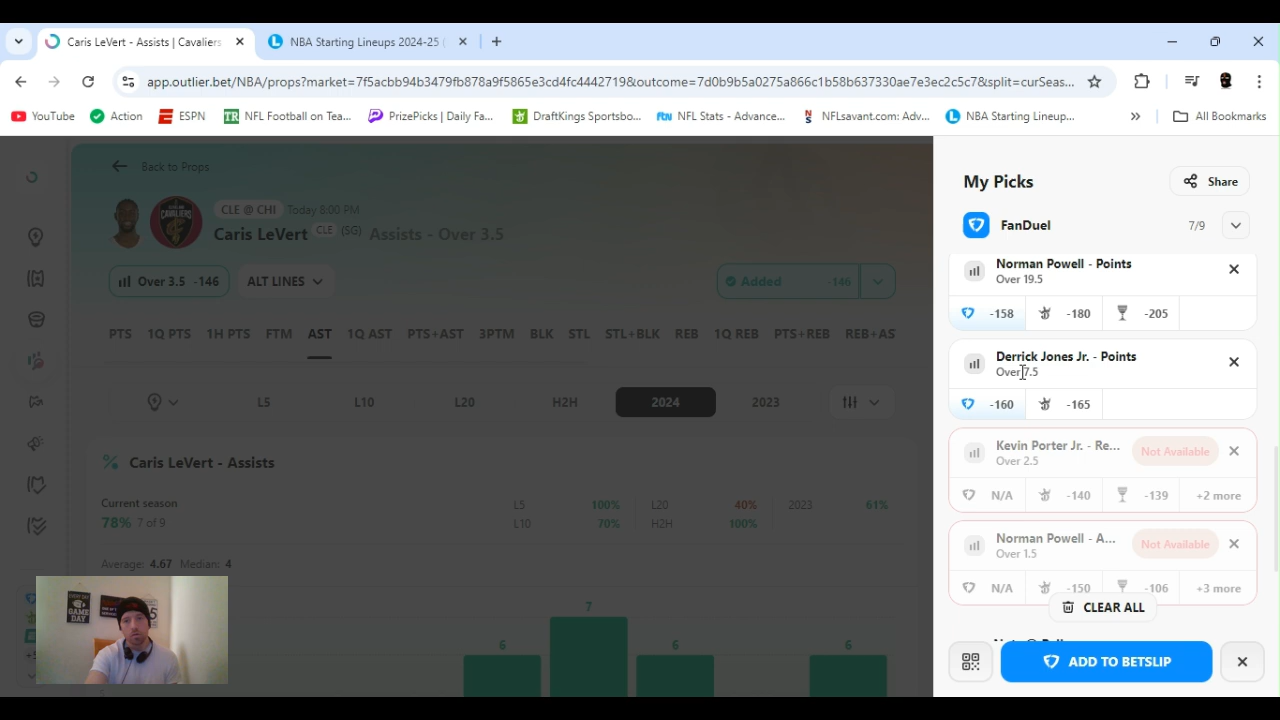 Caris LeVert - Assists | Cavaliers
NBA Starting Lineups 2024-25 (
app.outlier.bet/NBA/props?market=7f5acbb94b3479fb878a9f5865e3cd4fc4442719&outcome=7d0b9b5a0275a866c1b58b637330ae7e3ec2c5c7&split=curSeas...
YouTube
Action
ESPN
NFL Football on Tea...
PrizePicks | Daily Fa...
DraftKings Sportsbo...
NFL Stats - Advance...
NFLsavant.com: Adv...
NBA Starting Lineup...
All Bookmarks
Back to Props
CLE @ CHI Today 8:00 PM
Caris LeVert CLE (SG) Assists - Over 3.5
Over 3.5 -146
ALT LINES
Added -146
PTS 1Q PTS 1H PTS FTM AST 1Q AST PTS+AST 3PTM BLK STL STL+BLK REB 1Q REB PTS+REB REB+AS
L5 L10 L20 H2H 2024 2023
Caris LeVert - Assists
Current season
78% 7 of 9
L5 100% L20 40% 2023 61%
L10 70% H2H 100%
Average: 4.67 Median: 4
6 7 6 6
EVERY DAY
GAME
DAY
My Picks
Share
FanDuel
7/9
Norman Powell - Points
Over 19.5
-158 -180 -205
Derrick Jones Jr. - Points
Over 7.5
-160 -165
Kevin Porter Jr. - Re... Not Available
Over 2.5
N/A -140 -139 +2 more
Norman Powell - A... Not Available
Over 1.5
N/A -150 -106 +3 more
CLEAR ALL
ADD TO BETSLIP